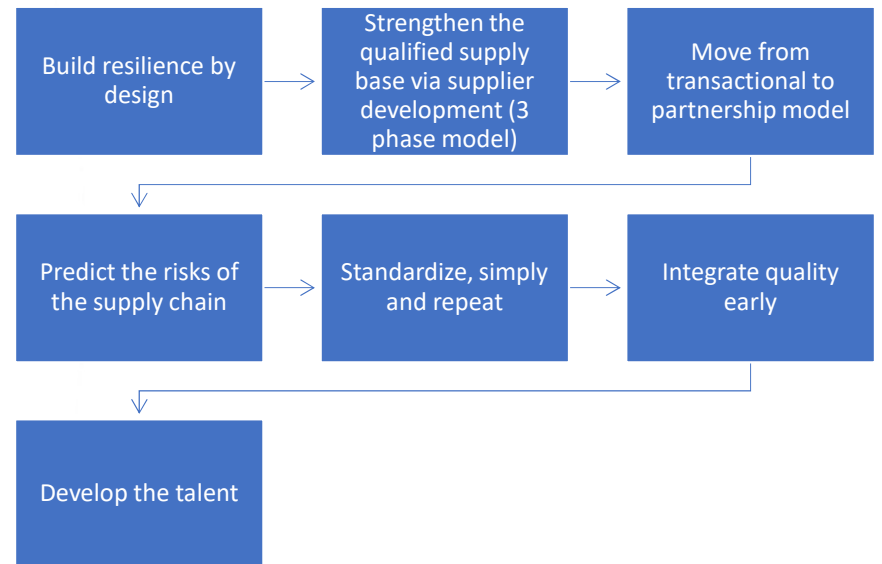 Build resilience by
design
Strengthen the
qualified supply
base via supplier
development (3
phase model)
Move from
transactional to
partnership model
Predict the risks of
the supply chain
Standardize, simply
and repeat
Integrate quality
early
Develop the talent